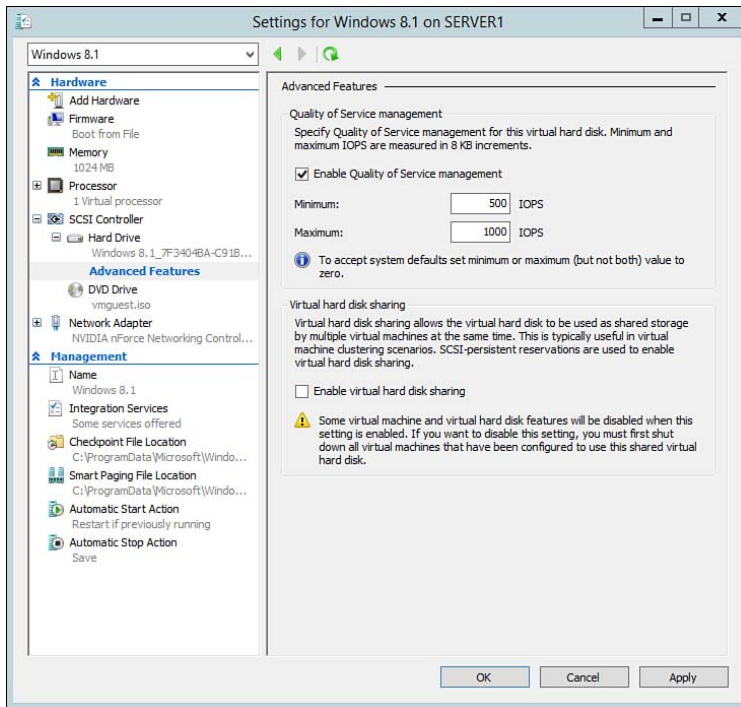 Settings for Windows 8.1 on SERVER1
Windows 8.1
Hardware
Add Hardware
Firmware
Boot from File
Memory
1024 MB
Processor
1 Virtual processor
SCSI Controller
Hard Drive
Windows 8.1_7F3404BA-C91B...
Advanced Features
DVD Drive
vmguest.iso
Network Adapter
NVIDIA nForce Networking Control...
Management
Name
Windows 8.1
Integration Services
Some services offered
Checkpoint File Location
C:\ProgramData\Microsoft\Windo...
Smart Paging File Location
C:\ProgramData\Microsoft\Windo...
Automatic Start Action
Restart if previously running
Automatic Stop Action
Save
Advanced Features
Quality of Service management
Specify Quality of Service management for this virtual hard disk. Minimum and
maximum IOPS are measured in 8 KB increments.
Enable Quality of Service management
Minimum: 500 IOPS
Maximum: 1000 IOPS
To accept system defaults set minimum or maximum (but not both) value to
zero.
Virtual hard disk sharing
Virtual hard disk sharing allows the virtual hard disk to be used as shared storage
by multiple virtual machines at the same time. This is typically useful in virtual
machine clustering scenarios. SCSI-persistent reservations are used to enable
virtual hard disk sharing.
Enable virtual hard disk sharing
Some virtual machine and virtual hard disk features will be disabled when this
setting is enabled. If you want to disable this setting, you must first shut
down all virtual machines that have been configured to use this shared virtual
hard disk.
OK Cancel Apply